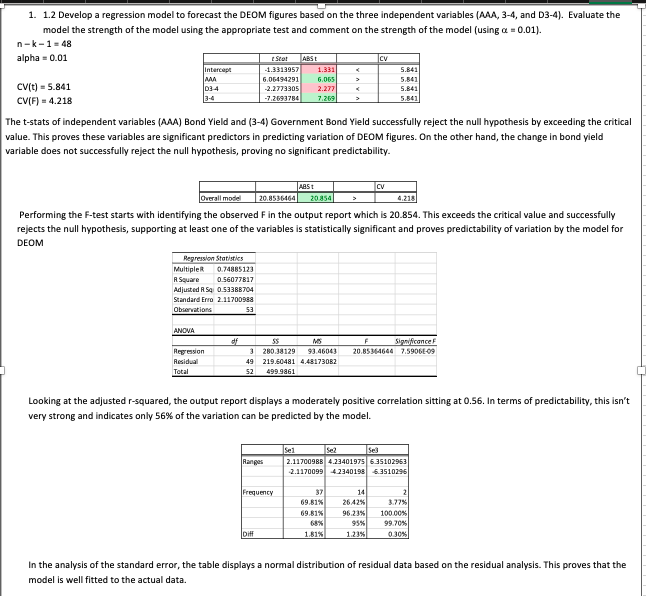 1. 1.2 Develop a regression model to forecast the DEOM figures based on the three independent variables (AAA, 3-4, and D3-4). Evaluate the
model the strength of the model using the appropriate test and comment on the strength of the model (using α = 0.01).
n – k – 1 = 48
alpha = 0.01
CV(t) = 5.841
CV(F) = 4.218
t Stat ABS t CV
Intercept -1.3313957 1.331 < 5.841
AAA 6.06494291 6.065 > 5.841
D3-4 -2.2773305 2.277 < 5.841
3-4 -7.2693784 7.269 > 5.841
The t-stats of independent variables (AAA) Bond Yield and (3-4) Government Bond Yield successfully reject the null hypothesis by exceeding the critical
value. This proves these variables are significant predictors in predicting variation of DEOM figures. On the other hand, the change in bond yield
variable does not successfully reject the null hypothesis, proving no significant predictability.
ABS t CV
Overall model 20.8536464 20.854 > 4.218
Performing the F-test starts with identifying the observed F in the output report which is 20.854. This exceeds the critical value and successfully
rejects the null hypothesis, supporting at least one of the variables is statistically significant and proves predictability of variation by the model for
DEOM
Regression Statistics
Multiple R 0.74885123
R Square 0.56077817
Adjusted R Sq 0.53388704
Standard Erro 2.11700988
Observations 53
ANOVA
df SS MS F Significance F
Regression 3 280.38129 93.46043 20.85364644 7.5906E-09
Residual 49 219.60481 4.48173082
Total 52 499.9861
Looking at the adjusted r-squared, the output report displays a moderately positive correlation sitting at 0.56. In terms of predictability, this isn't
very strong and indicates only 56% of the variation can be predicted by the model.
Se1 Se2 Se3
Ranges 2.11700988 4.23401975 6.35102963
-2.1170099 -4.2340198 -6.3510296
Frequency 37 14 2
69.81% 26.42% 3.77%
69.81% 96.23% 100.00%
68% 95% 99.70%
Diff 1.81% 1.23% 0.30%
In the analysis of the standard error, the table displays a normal distribution of residual data based on the residual analysis. This proves that the
model is well fitted to the actual data.